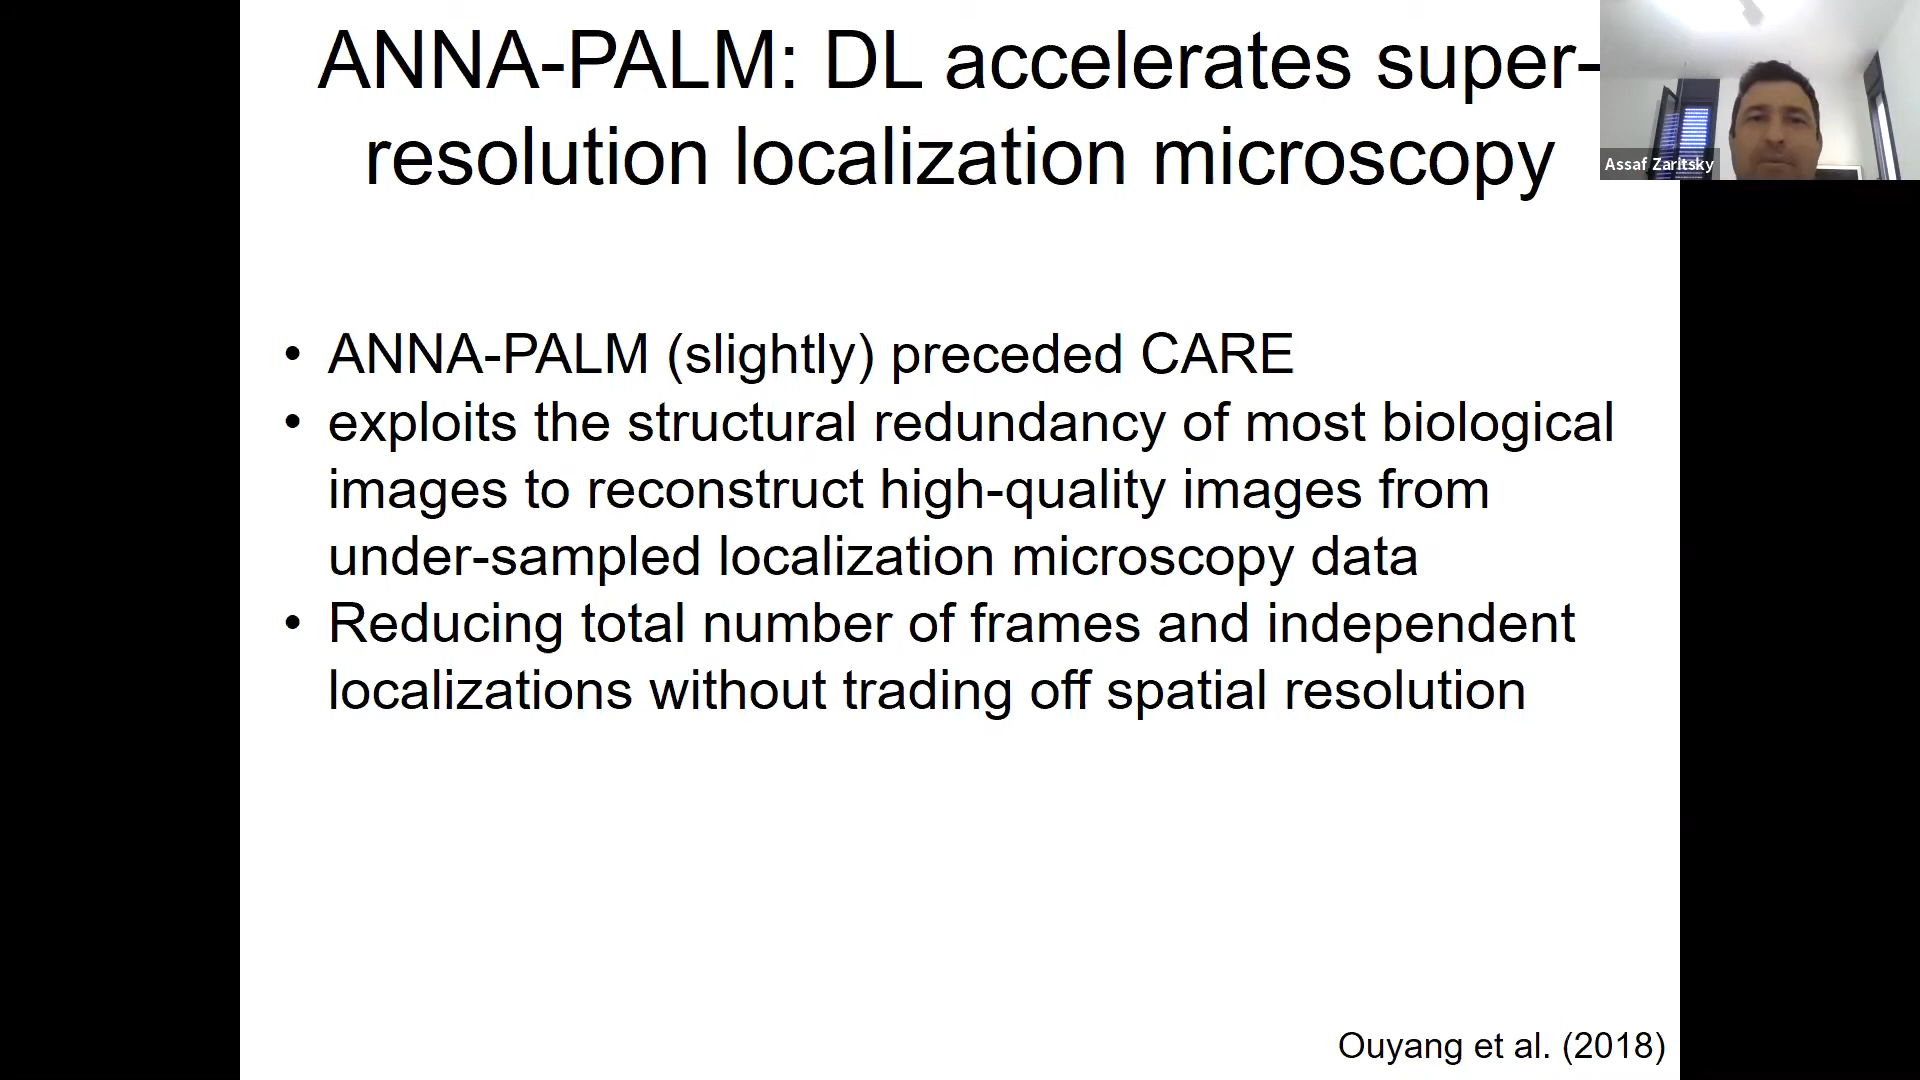 ANNA-PALM: DL accelerates super-
resolution localization microscopy
Assaf Zaritsky
• ANNA-PALM (slightly) preceded CARE
• exploits the structural redundancy of most biological
images to reconstruct high-quality images from
under-sampled localization microscopy data
• Reducing total number of frames and independent
localizations without trading off spatial resolution
Ouyang et al. (2018)